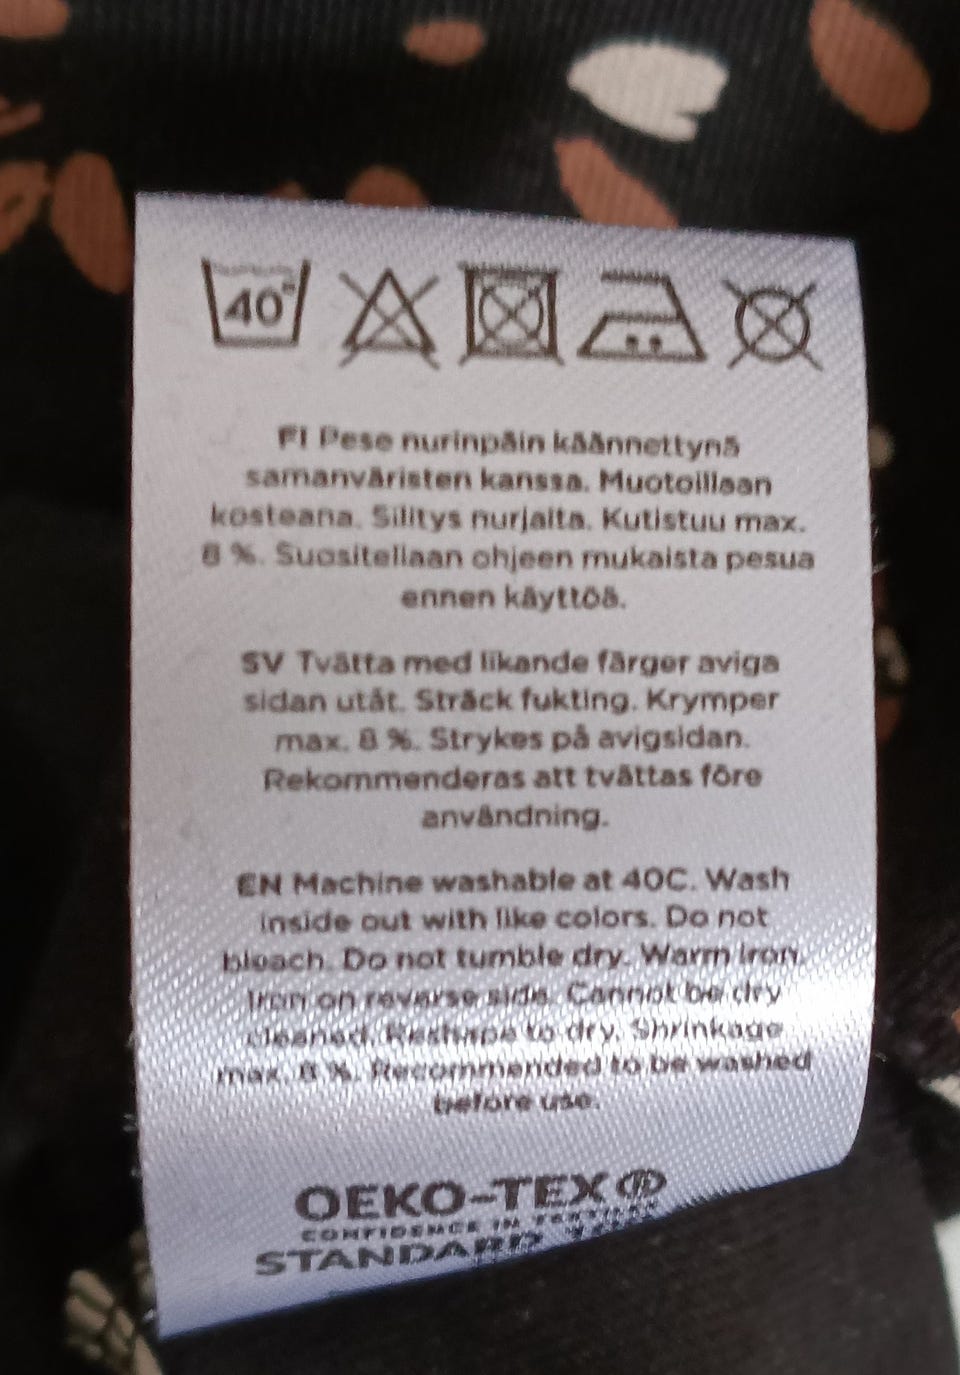 40°
FI Pese nurinpäin käännettynä
samanväristen kanssa. Muotoillaan
kosteana. Silitys nurjalta. Kutistuu max.
8 %. Suositellaan ohjeen mukaista pesua
ennen käyttöä.
SV Tvätta med likande färger aviga
sidan utåt. Sträck fukting. Krymper
max. 8 %. Strykes på avigsidan.
Rekommenderas att tvättas före
användning.
EN Machine washable at 40C. Wash
inside out with like colors. Do not
bleach. Do not tumble dry. Warm iron.
Iron on reverse side. Cannot be dry
cleaned. Reshape to dry. Shrinkage
max. 8 %. Recommended to be washed
before use.
OEKO-TEX®
CONFIDENCE IN TEXTILES
STANDARD